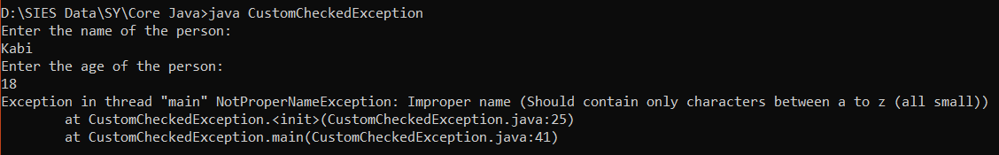 D:\SIES Data\SY\Core Java>java CustomCheckedException
Enter the name of the person:
Kabi
Enter the age of the person:
18
Exception in thread "main" NotProperNameException: Improper name (Should contain only characters between a to z (all small))
        at CustomCheckedException.<init>(CustomCheckedException.java:25)
        at CustomCheckedException.main(CustomCheckedException.java:41)